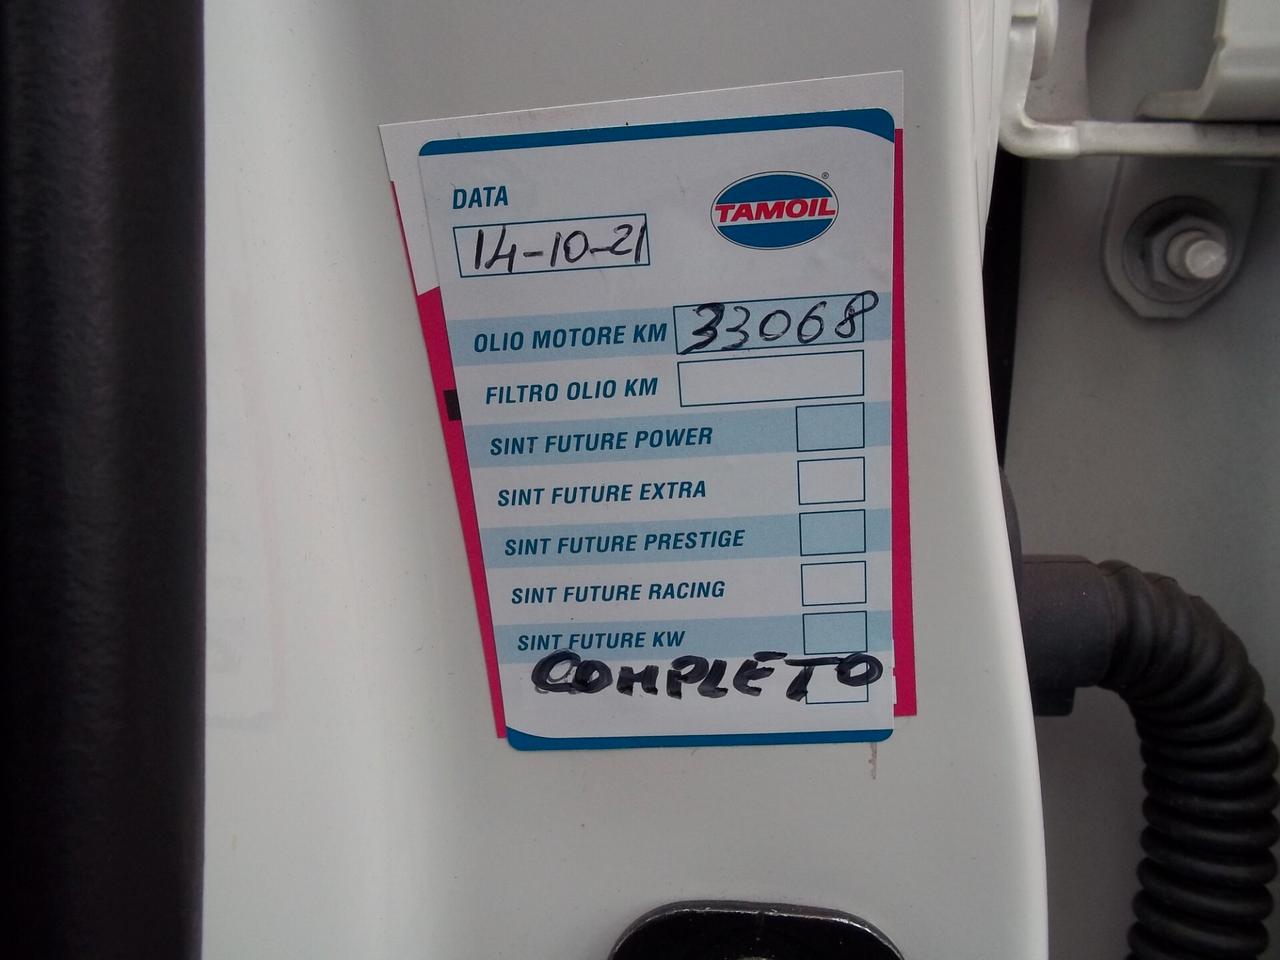 DATA
TAMOIL®
14-10-21
OLIO MOTORE KM 33068
FILTRO OLIO KM
SINT FUTURE POWER
SINT FUTURE EXTRA
SINT FUTURE PRESTIGE
SINT FUTURE RACING
SINT FUTURE KW
COMPLETO